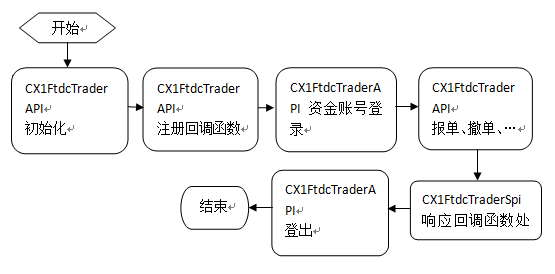 开始
CX1FtdcTrader
API
初始化
CX1FtdcTrader
API
注册回调函数
CX1FtdcTraderA
PI 资金账号登
录
CX1FtdcTrader
API
报单、撤单、…
CX1FtdcTraderSpi
响应回调函数处
CX1FtdcTraderA
PI
登出
结束